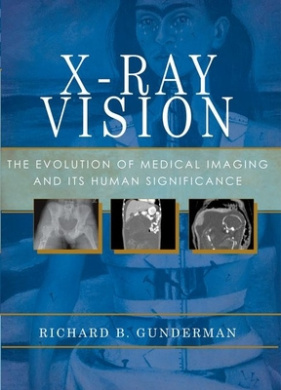 X-RAY
VISION
THE EVOLUTION OF MEDICAL IMAGING
AND ITS HUMAN SIGNIFICANCE
RICHARD B. GUNDERMAN